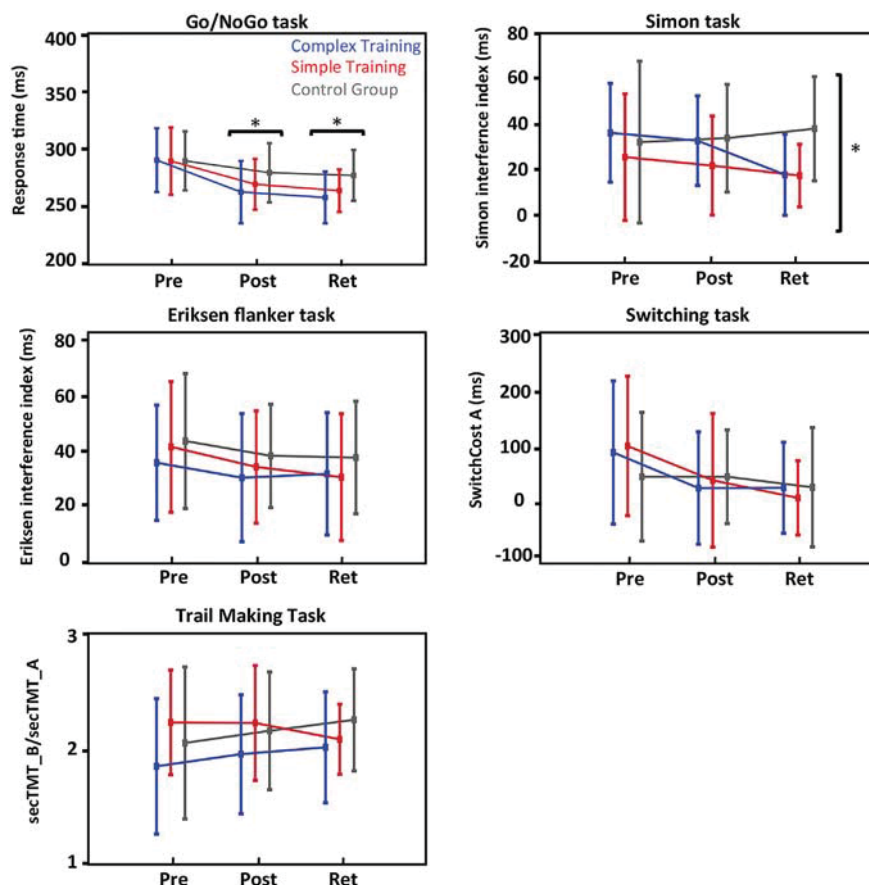 Go/NoGo task
Response time (ms)
400
350
300
250
200
Complex Training
Simple Training
Control Group
*
*
Pre Post Ret
Simon task
Simon interfernce index (ms)
80
60
40
20
0
-20
*
Pre Post Ret
Eriksen flanker task
Eriksen interference index (ms)
80
60
40
20
0
Pre Post Ret
Switching task
SwitchCost A (ms)
300
200
100
0
-100
Pre Post Ret
Trail Making Task
secTMT_B/secTMT_A
3
2
1
Pre Post Ret